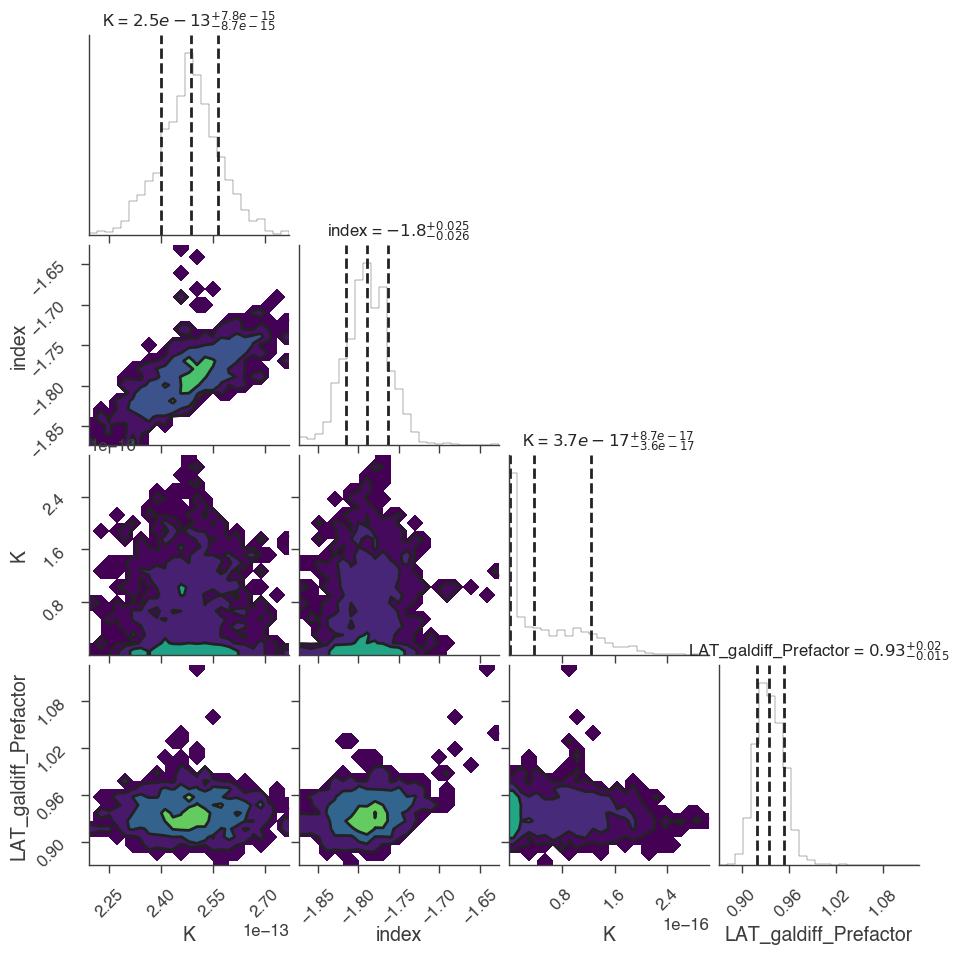 K = 2.5e−13+7.8e−15 −8.7e−15
index = −1.8+0.025 −0.026
−1.65
−1.70
−1.75
−1.80
−1.85
index
K = 3.7e−17+8.7e−17 −3.6e−17
2.4
1.6
0.8
K
LAT_galdiff_Prefactor = 0.93+0.02 −0.015
1.08
1.02
0.96
0.90
LAT_galdiff_Prefactor
2.25 2.40 2.55 2.70
−1.85 −1.80 −1.75 −1.70 −1.65
0.8 1.6 2.4
0.90 0.96 1.02 1.08
1e−13
1e−16
K index K LAT_galdiff_Prefactor